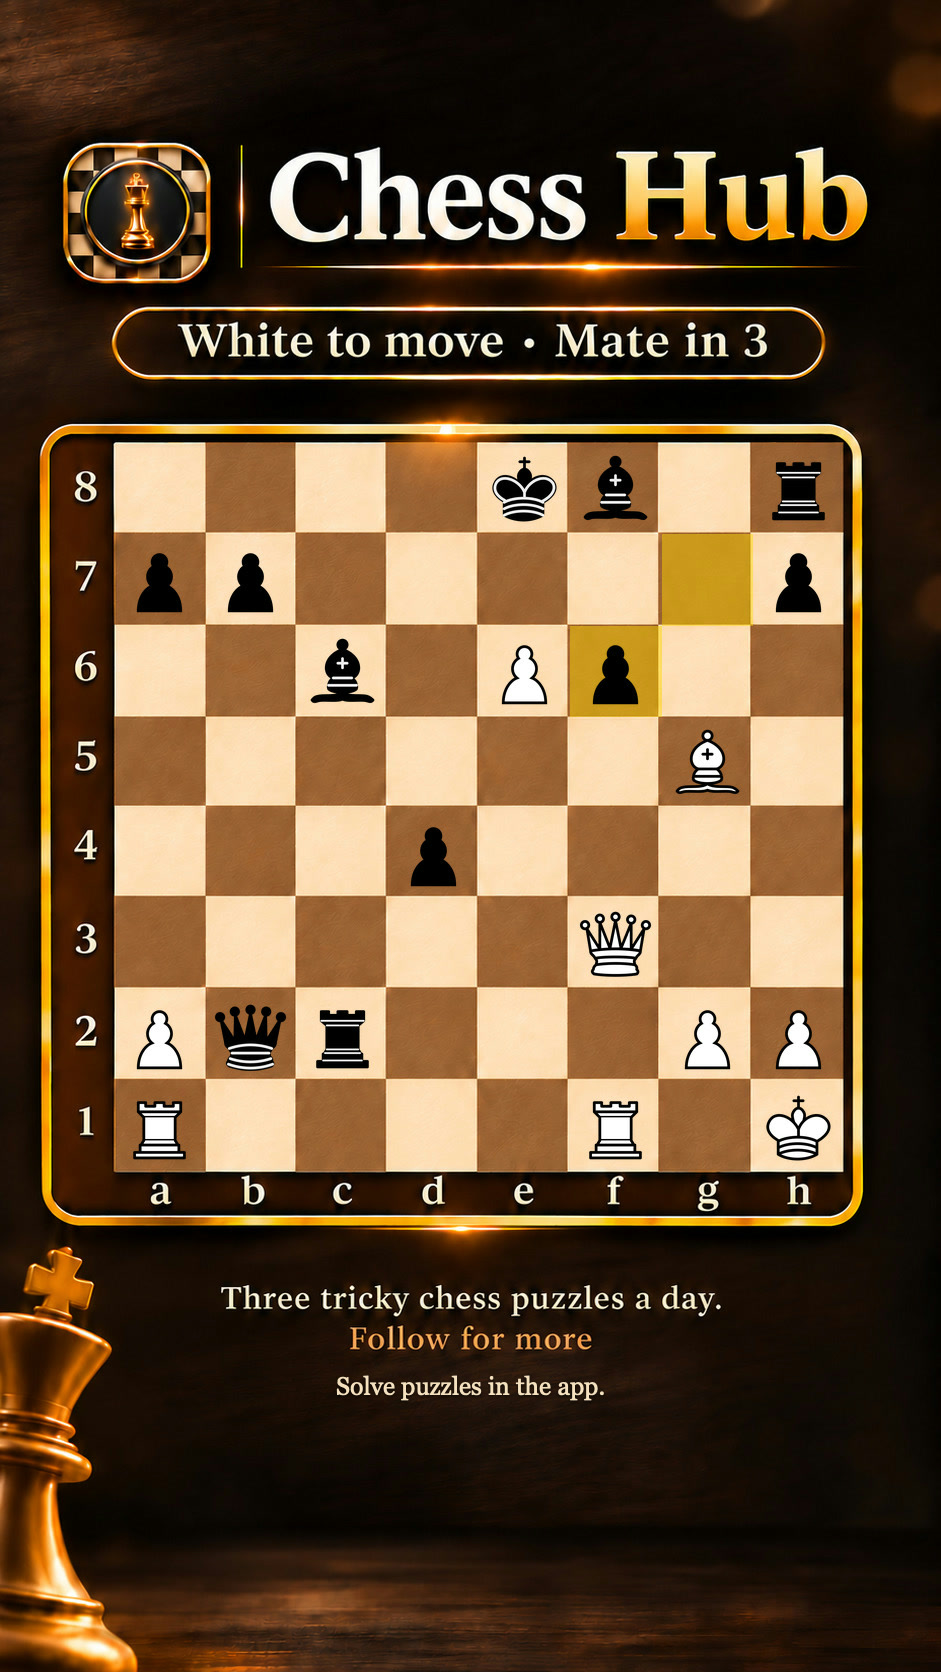 Chess Hub
White to move • Mate in 3
8
7
6
5
4
3
2
1
a b c d e f g h
Three tricky chess puzzles a day.
Follow for more
Solve puzzles in the app.